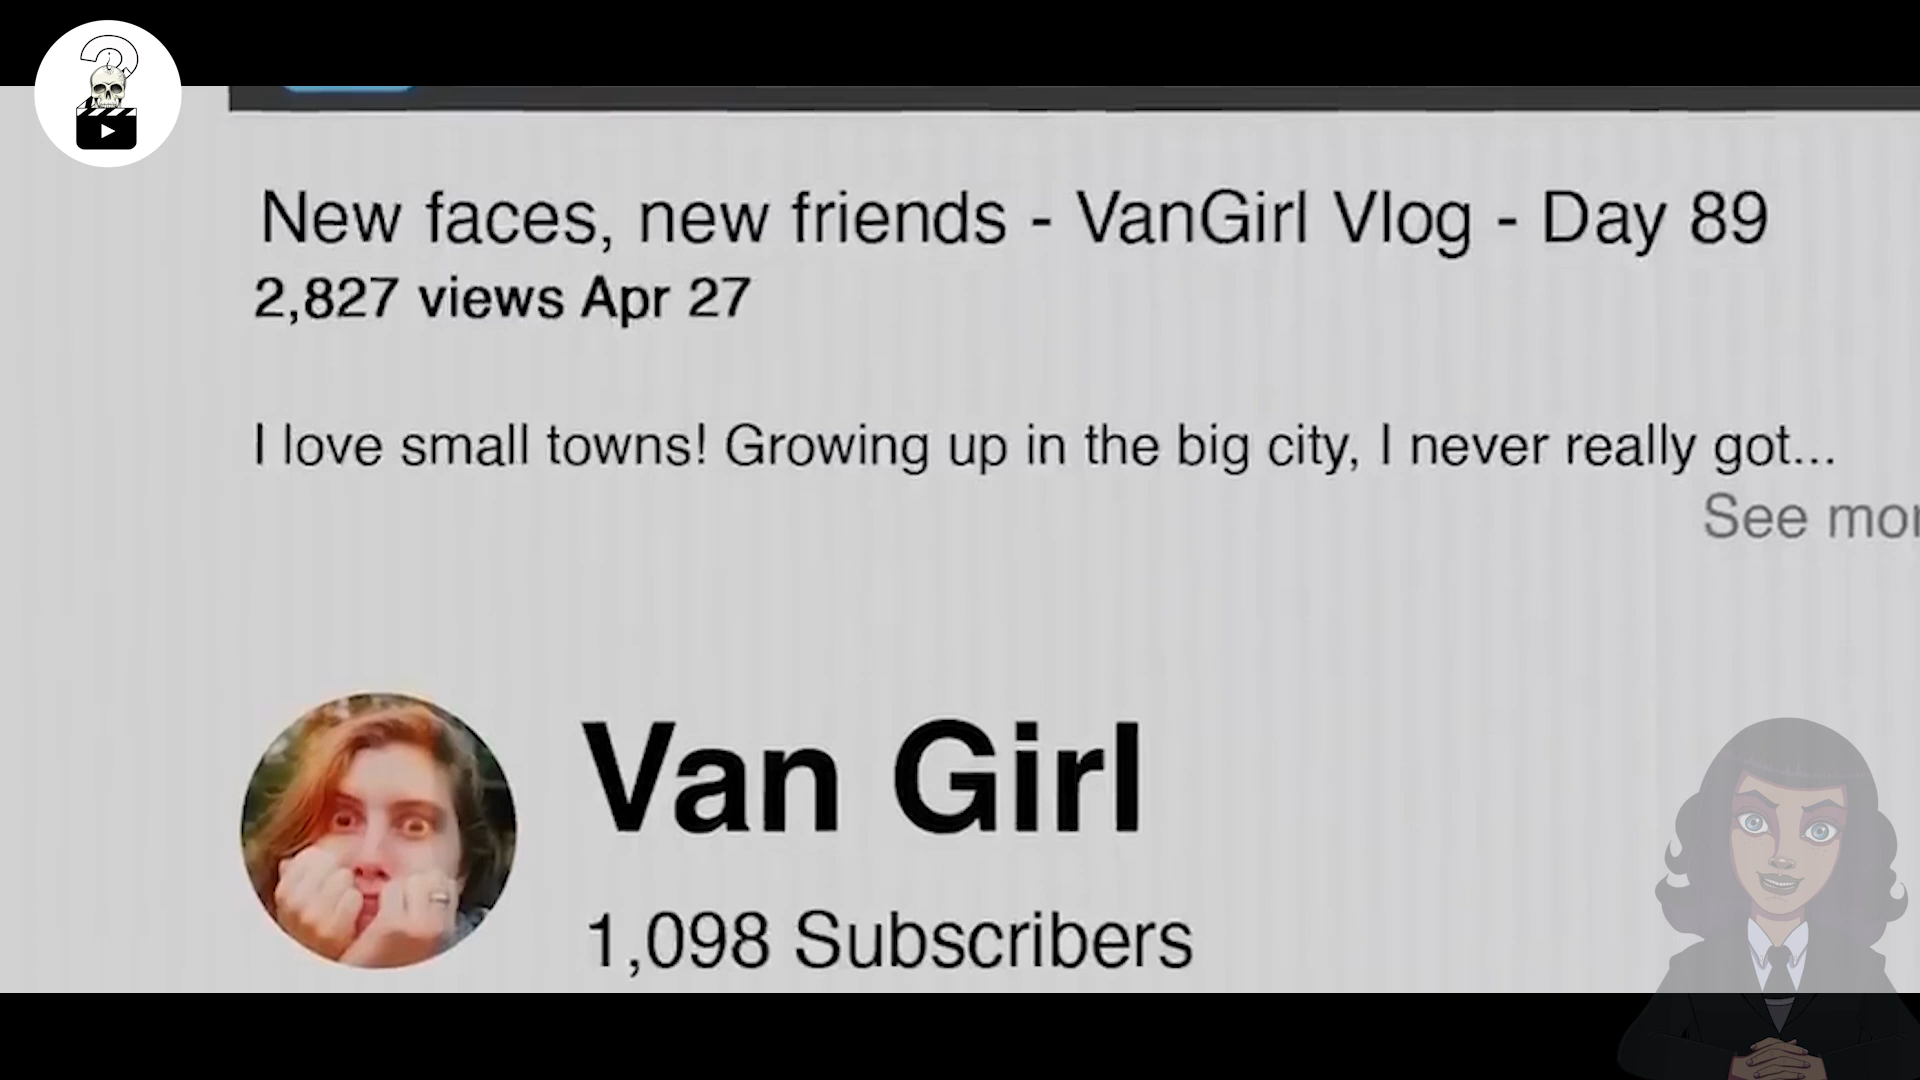 New faces, new friends - VanGirl Vlog - Day 89
2,827 views Apr 27
I love small towns! Growing up in the big city, I never really got...
See
Van Girl
1,098 Subscribers